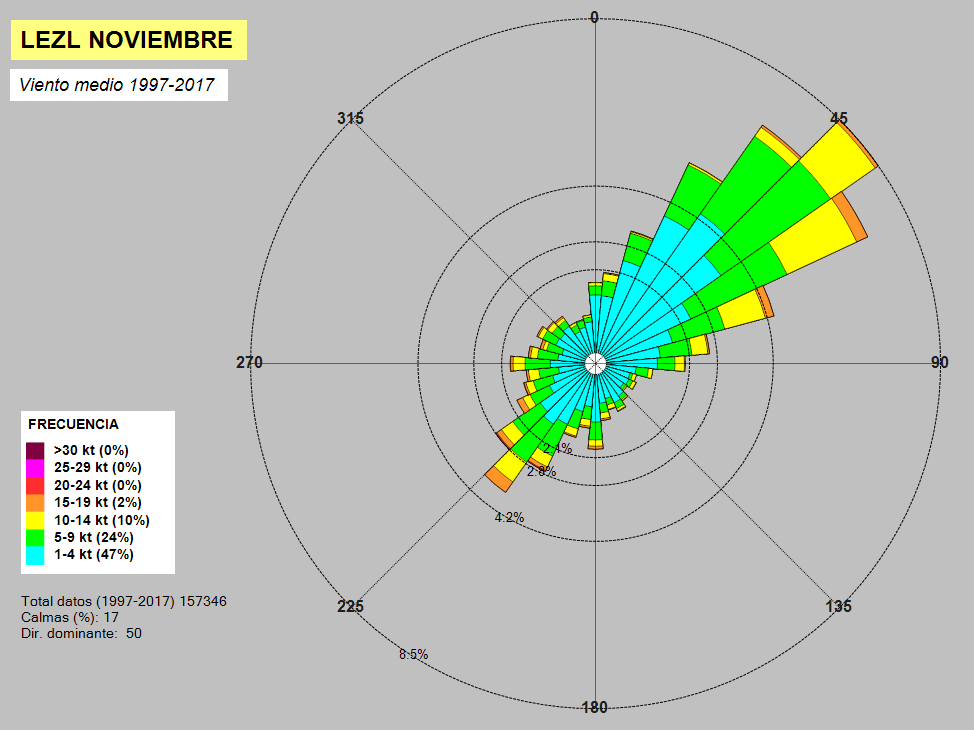 LEZL NOVIEMBRE
Viento medio 1997-2017
0
45
90
135
180
225
270
315
2.1%
2.8%
4.2%
8.5%
FRECUENCIA
>30 kt (0%)
25-29 kt (0%)
20-24 kt (0%)
15-19 kt (2%)
10-14 kt (10%)
5-9 kt (24%)
1-4 kt (47%)
Total datos (1997-2017) 157346
Calmas (%): 17
Dir. dominante: 50